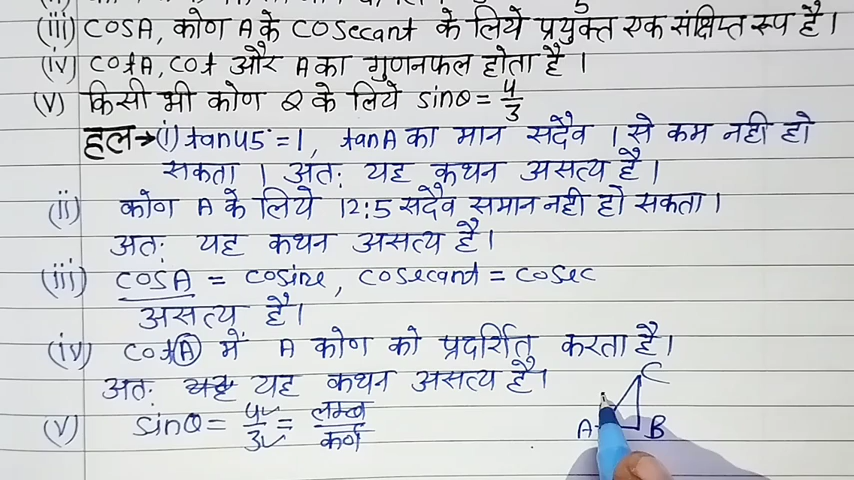 (iii) COSA, कोण A के COSecant के लिये प्रयुक्त एक संक्षिप्त रूप है।
(iv) CotA, Cot और A का गुणनफल होता है।
(V) किसी भी कोण Q के लिये sinθ = 4/3
हल→(i) tan45° = 1, tanA का मान सदैव 1 से कम नही हो
सकता । अतः यह कथन असत्य है।
(ii) कोण A के लिये 12:5 सदैव समान नही हो सकता।
अतः यह कथन असत्य है।
(iii) COSA = Cosine, Cosecant = Cosec
असत्य है।
(iv) CotA में A कोण को प्रदर्शित करता है।
अतः यह कथन असत्य है।
(V) sinθ = 4/3 = लम्ब/कर्ण
A B C